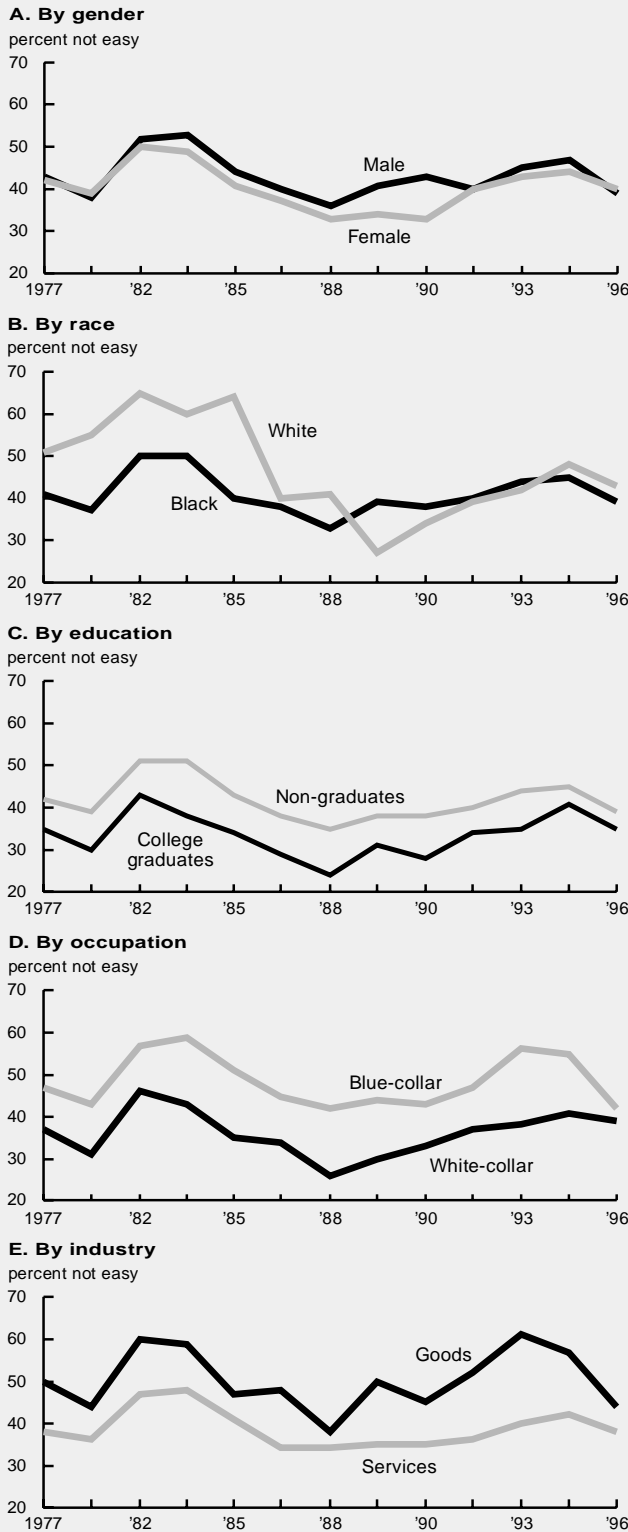 A. By gender
percent not easy
70
60
50
40
30
20
Male
Female
1977 ’82 ’85 ’88 ’90 ’93 ’96
B. By race
percent not easy
70
60
50
40
30
20
White
Black
1977 ’82 ’85 ’88 ’90 ’93 ’96
C. By education
percent not easy
70
60
50
40
30
20
Non-graduates
College
graduates
1977 ’82 ’85 ’88 ’90 ’93 ’96
D. By occupation
percent not easy
70
60
50
40
30
20
Blue-collar
White-collar
1977 ’82 ’85 ’88 ’90 ’93 ’96
E. By industry
percent not easy
70
60
50
40
30
20
Goods
Services
1977 ’82 ’85 ’88 ’90 ’93 ’96